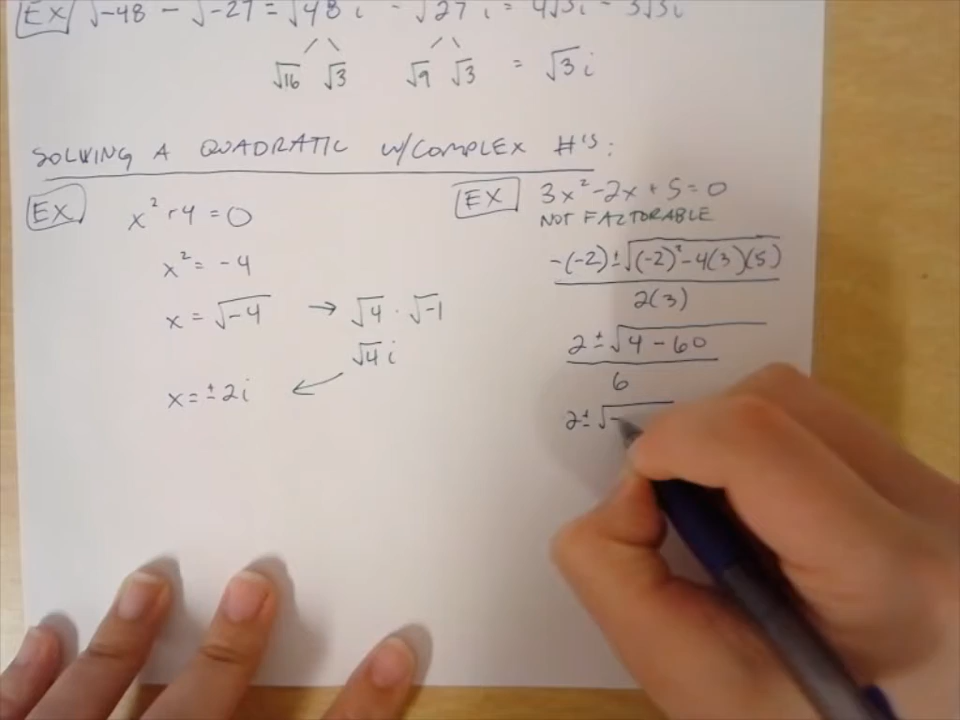 EX √-48 - √-27 = √48 i - √27 i = 4√3i - 3√3i
√16 √3 √9 √3 = √3 i
SOLVING A QUADRATIC W/COMPLEX #'S:
EX x² + 4 = 0
x² = -4
x = √-4 → √4 · √-1
√4 i
x = ± 2i ←
EX 3x² - 2x + 5 = 0
NOT FACTORABLE
-(-2) ± √(-2)² - 4(3)(5)
2(3)
2 ± √4 - 60
6
2 ± √-